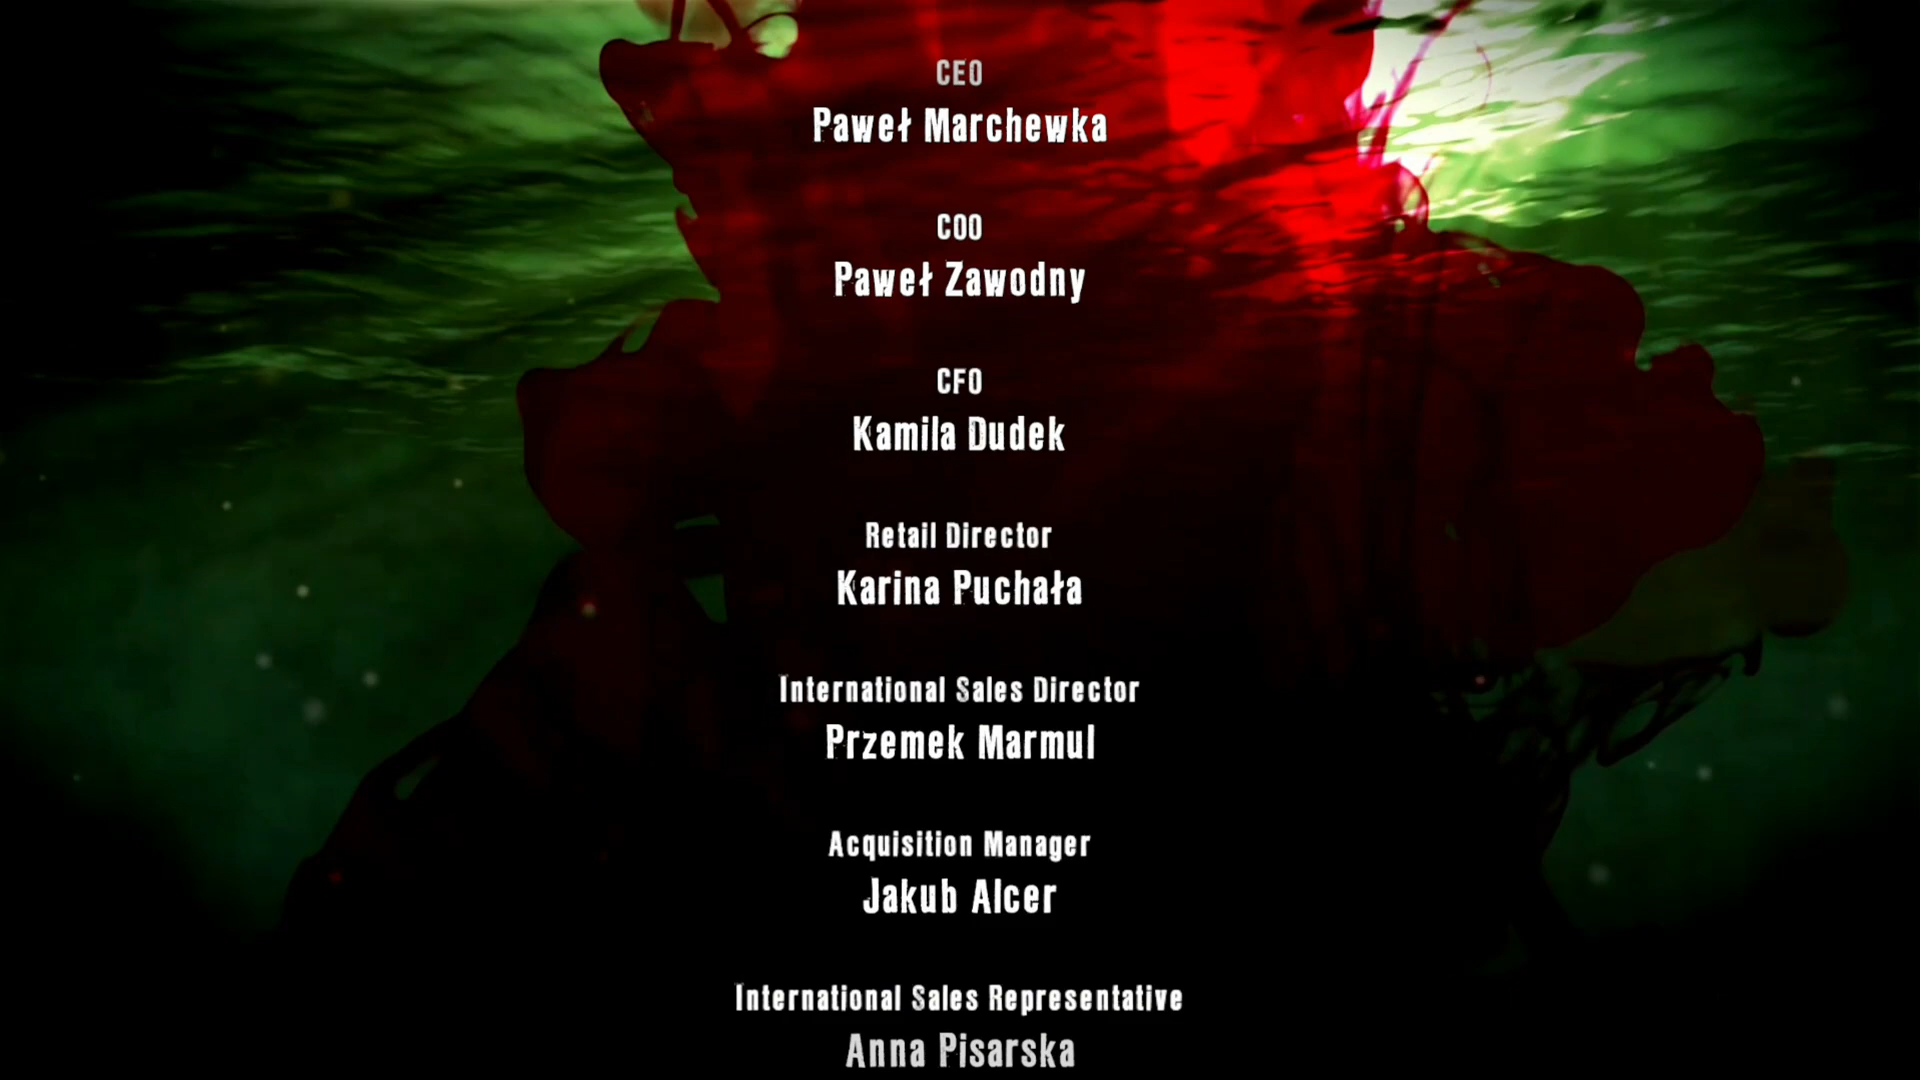 CEO
Paweł Marchewka
COO
Paweł Zawodny
CFO
Kamila Dudek
Retail Director
Karina Puchała
International Sales Director
Przemek Marmul
Acquisition Manager
Jakub Alcer
International Sales Representative
Anna Pisarska